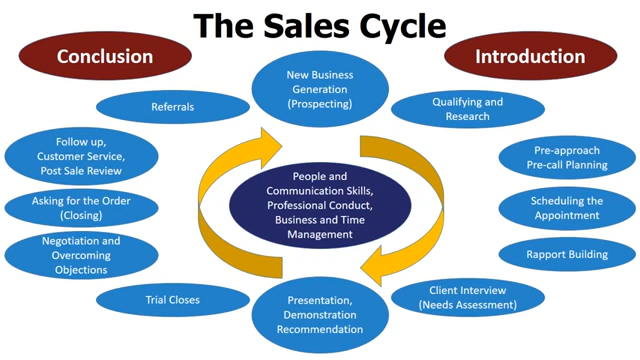 The Sales Cycle
Conclusion
Introduction
New Business
Generation
(Prospecting)
Referrals
Qualifying and
Research
Follow up,
Customer Service,
Post Sale Review
Pre-approach
Pre-call Planning
People and
Communication Skills,
Professional Conduct,
Business and Time
Management
Asking for the Order
(Closing)
Scheduling the
Appointment
Negotiation and
Overcoming
Objections
Rapport Building
Trial Closes
Presentation,
Demonstration
Recommendation
Client Interview
(Needs Assessment)